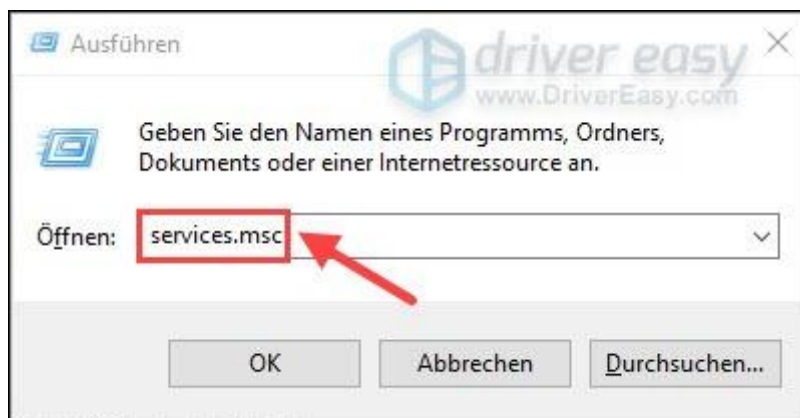 Ausführen
driver easy
www.DriverEasy.com
Geben Sie den Namen eines Programms, Ordners,
Dokuments oder einer Internetressource an.
Öffnen: services.msc
OK Abbrechen Durchsuchen...